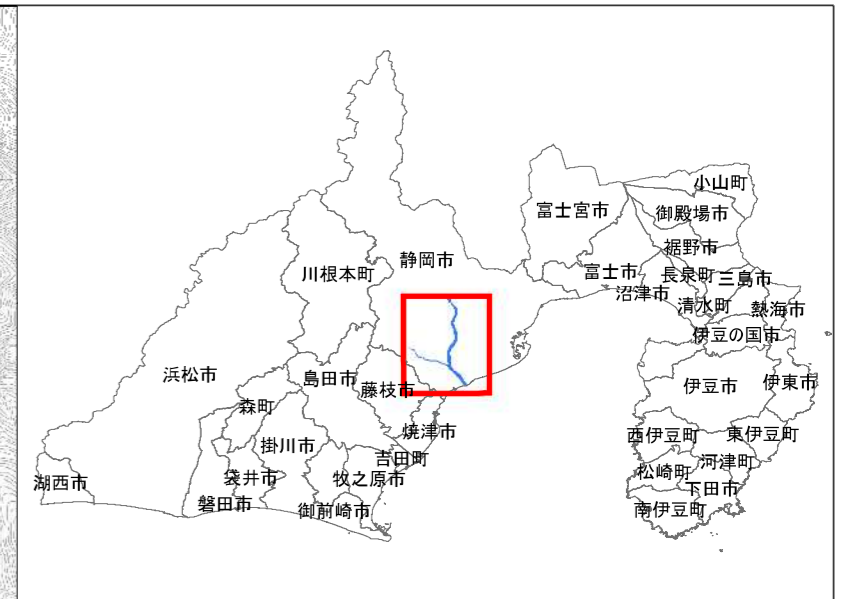 小山町
富士宮市
御殿場市
裾野市
静岡市
川根本町
富士市
長泉町
三島市
沼津市
清水町
熱海市
伊豆の国市
浜松市
島田市
藤枝市
伊豆市
伊東市
森町
焼津市
西伊豆町
東伊豆町
掛川市
吉田町
河津町
湖西市
袋井市
牧之原市
松崎町
下田市
磐田市
御前崎市
南伊豆町